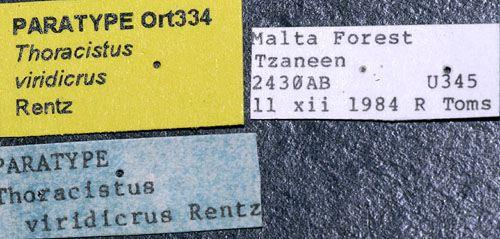 PARATYPE Ort334
Thoracistus
viridicrus
Rentz
Malta Forest
Tzaneen
2430AB U345
11 xii 1984 R Toms
PARATYPE
Thoracistus
viridicrus Rentz